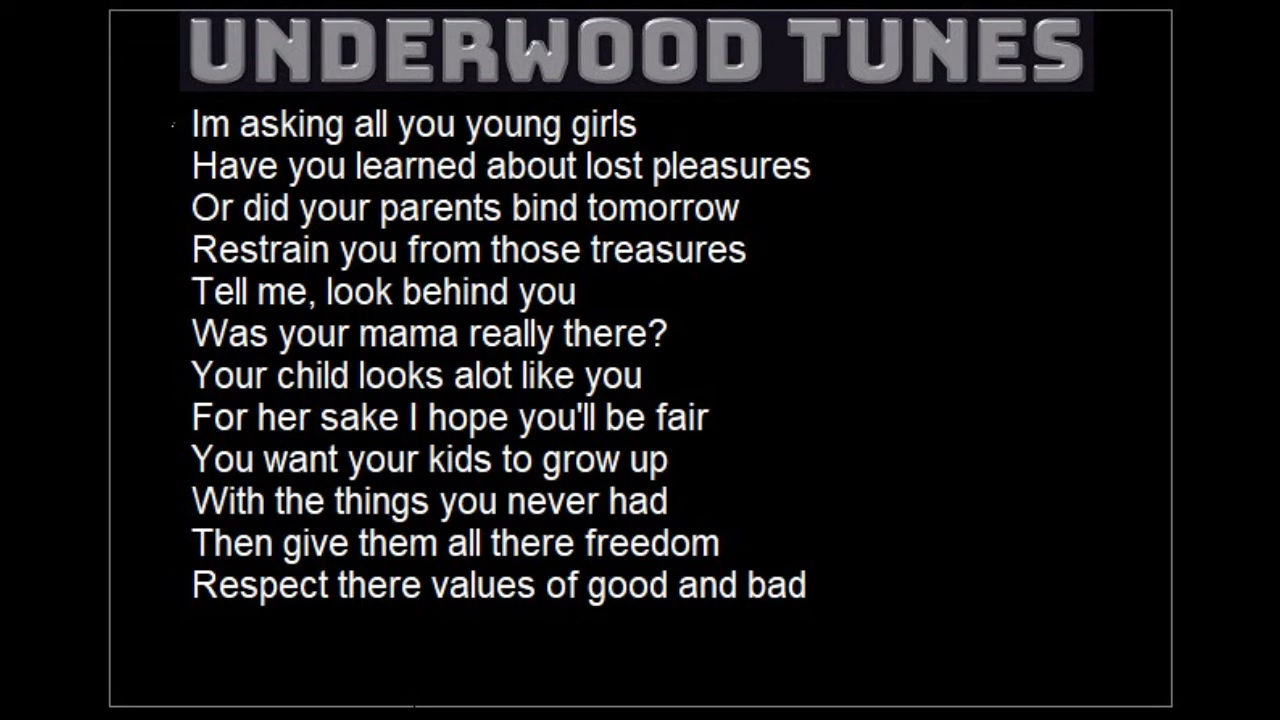 UNDERWOOD TUNES
Im asking all you young girls
Have you learned about lost pleasures
Or did your parents bind tomorrow
Restrain you from those treasures
Tell me, look behind you
Was your mama really there?
Your child looks alot like you
For her sake I hope you'll be fair
You want your kids to grow up
With the things you never had
Then give them all there freedom
Respect there values of good and bad